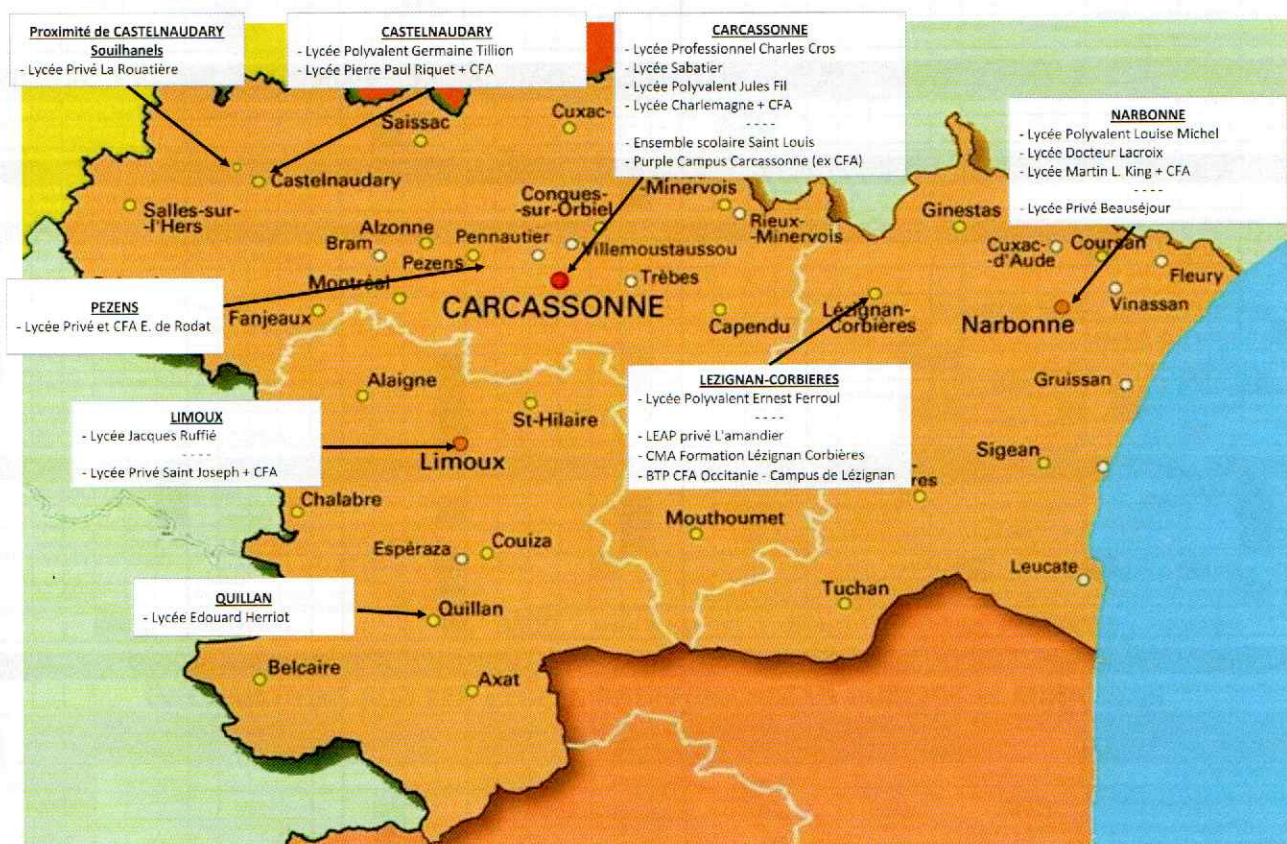 Proximité de CASTELNAUDARY
Souilhanels
- Lycée Privé La Rouatière
CASTELNAUDARY
- Lycée Polyvalent Germaine Tillion
- Lycée Pierre Paul Riquet + CFA
CARCASSONNE
- Lycée Professionnel Charles Cros
- Lycée Sabatier
- Lycée Polyvalent Jules Fil
- Lycée Charlemagne + CFA
- - - -
- Ensemble scolaire Saint Louis
- Purple Campus Carcassonne (ex CFA)
NARBONNE
- Lycée Polyvalent Louise Michel
- Lycée Docteur Lacroix
- Lycée Martin L. King + CFA
- - - -
- Lycée Privé Beauséjour
Saissac
Cuxac-
Castelnaudary
Salles-sur-
-l'Hers
Alzonne
Bram
Pezens
Pennautier
Conques-
-sur-Orbiel
Villemoustaussou
-Minervois
Rieux-
-Minervois
Trèbes
Ginestas
Cuxac-
-d'Aude
Coursan
Fleury
Vinassan
Montréal
Fanjeaux
CARCASSONNE
Capendu
Lézignan-
-Corbières
Narbonne
PEZENS
- Lycée Privé et CFA E. de Rodat
Alaigne
St-Hilaire
Gruissan
LEZIGNAN-CORBIERES
- Lycée Polyvalent Ernest Ferroul
- - - -
- LEAP privé L'amandier
- CMA Formation Lézignan Corbières
- BTP CFA Occitanie - Campus de Lézignan
LIMOUX
- Lycée Jacques Ruffié
- - - -
- Lycée Privé Saint Joseph + CFA
Limoux
Sigean
res
Chalabre
Mouthoumet
Espéraza
Couiza
Leucate
Tuchan
QUILLAN
- Lycée Edouard Herriot
Quillan
Belcaire
Axat